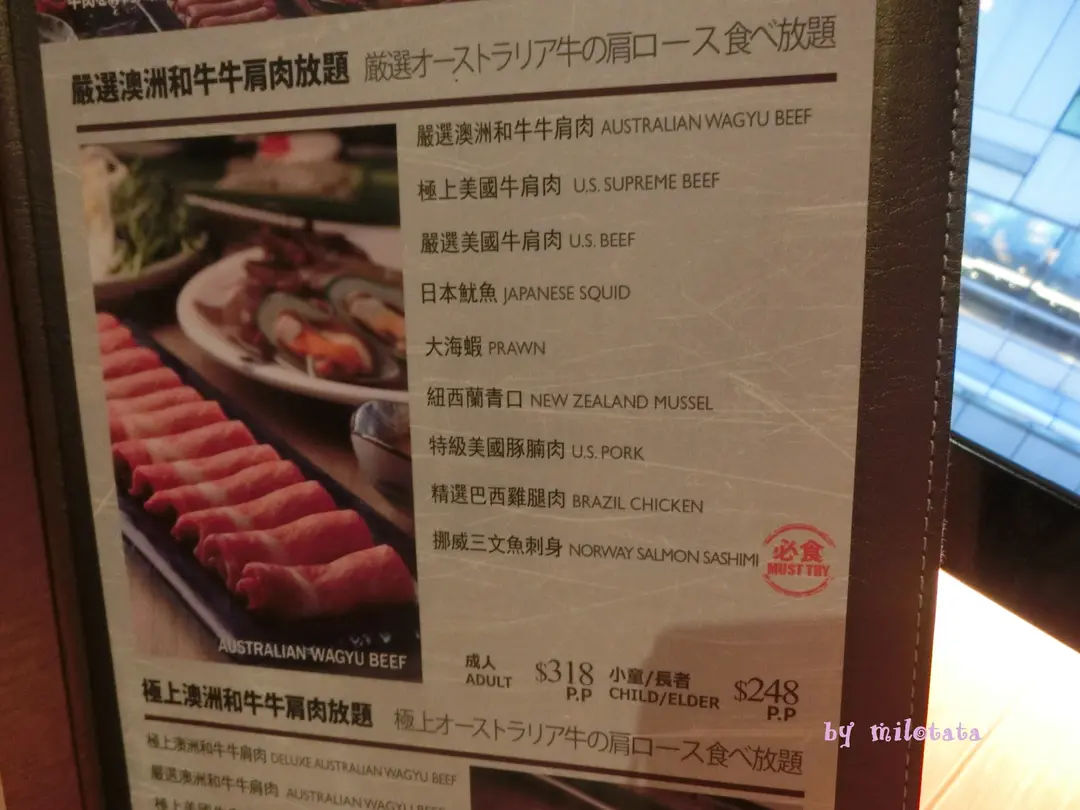 嚴選澳洲和牛牛肩肉放題 厳選オーストラリア牛の肩ロース食べ放題
嚴選澳洲和牛牛肩肉 AUSTRALIAN WAGYU BEEF
極上美國牛肩肉 U.S. SUPREME BEEF
嚴選美國牛肩肉 U.S. BEEF
日本魷魚 JAPANESE SQUID
大海蝦 PRAWN
紐西蘭青口 NEW ZEALAND MUSSEL
特級美國豚腩肉 U.S. PORK
精選巴西雞腿肉 BRAZIL CHICKEN
挪威三文魚刺身 NORWAY SALMON SASHIMI
必食
MUST TRY
AUSTRALIAN WAGYU BEEF
成人 $318 小童/長者 $248
ADULT P.P CHILD/ELDER P.P
極上澳洲和牛牛肩肉放題 極上オーストラリア牛の肩ロース食べ放題
極上澳洲和牛牛肩肉 DELUXE AUSTRALIAN WAGYU BEEF
嚴選澳洲和牛牛肩肉 AUSTRALIAN WAGYU BEEF
by milotata